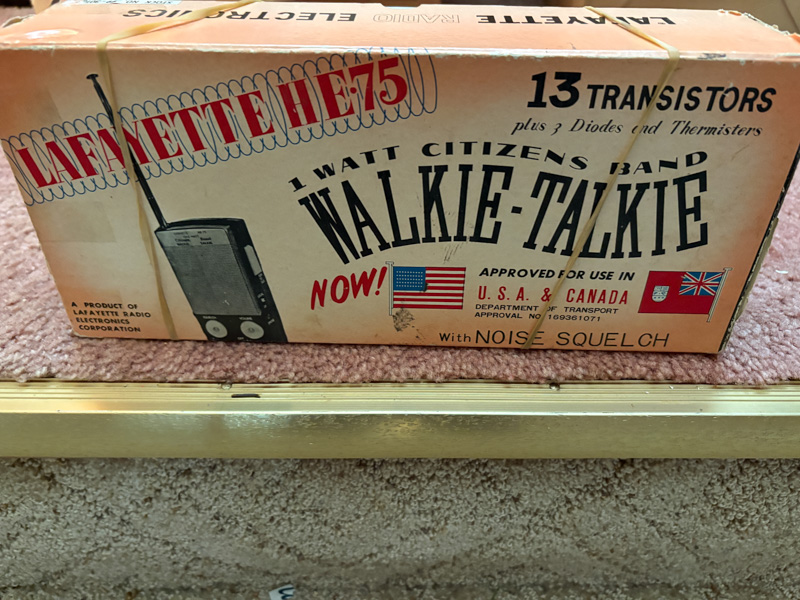 LAFAYETTE RADIO ELECTRONICS
LAFAYETTE HE-75
13 TRANSISTORS
plus 3 Diodes and Thermisters
1 WATT CITIZENS BAND
WALKIE-TALKIE
NOW!
APPROVED FOR USE IN
U.S.A. & CANADA
DEPARTMENT OF TRANSPORT
APPROVAL NO. 169361071
With NOISE SQUELCH
A PRODUCT OF
LAFAYETTE RADIO
ELECTRONICS
CORPORATION